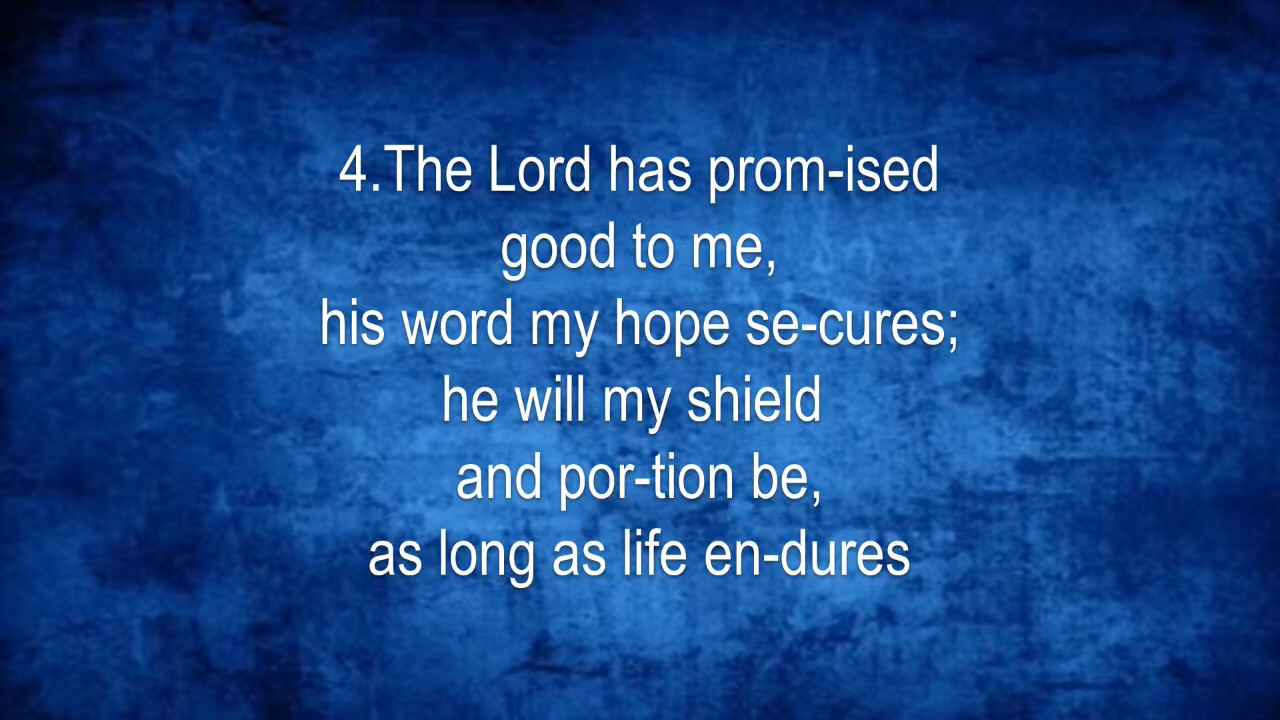 4.The Lord has prom-ised
good to me,
his word my hope se-cures;
he will my shield
and por-tion be,
as long as life en-dures